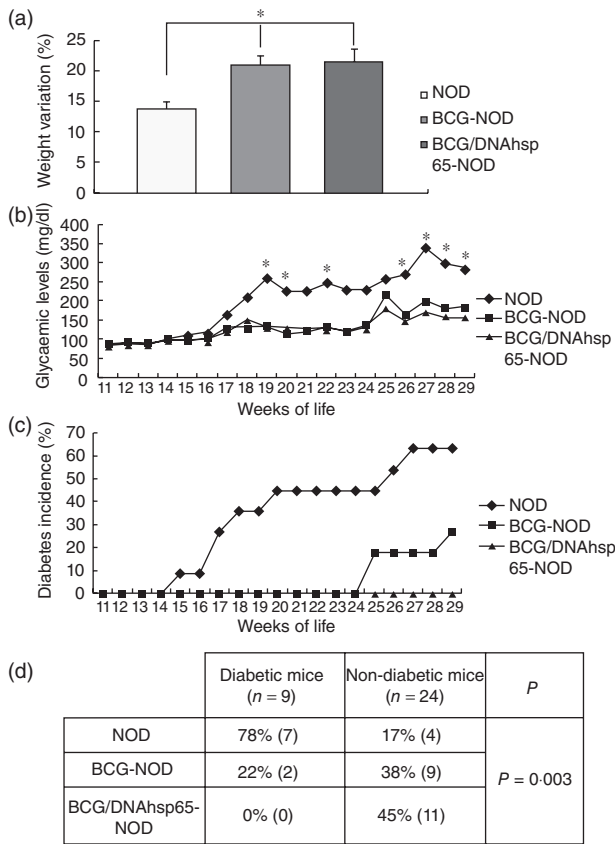 (a)
*
Weight variation (%)
25
20
15
10
5
0
NOD
BCG-NOD
BCG/DNAhsp
65-NOD
(b)
Glycaemic levels (mg/dl)
400
350
300
250
200
150
100
50
0
* * * * * * *
NOD
BCG-NOD
BCG/DNAhsp
65-NOD
11 12 13 14 15 16 17 18 19 20 21 22 22 23 24 25 26 27 28 29
Weeks of life
(c)
Diabetes incidence (%)
70
60
50
40
30
20
10
0
NOD
BCG-NOD
BCG/DNAhsp
65-NOD
11 12 13 14 15 16 17 18 19 20 21 22 22 23 24 25 26 27 28 29
Weeks of life
(d)
Diabetic mice
(n = 9)
Non-diabetic mice
(n = 24)
P
NOD
78% (7)
17% (4)
BCG-NOD
22% (2)
38% (9)
BCG/DNAhsp65-
NOD
0% (0)
45% (11)
P = 0·003